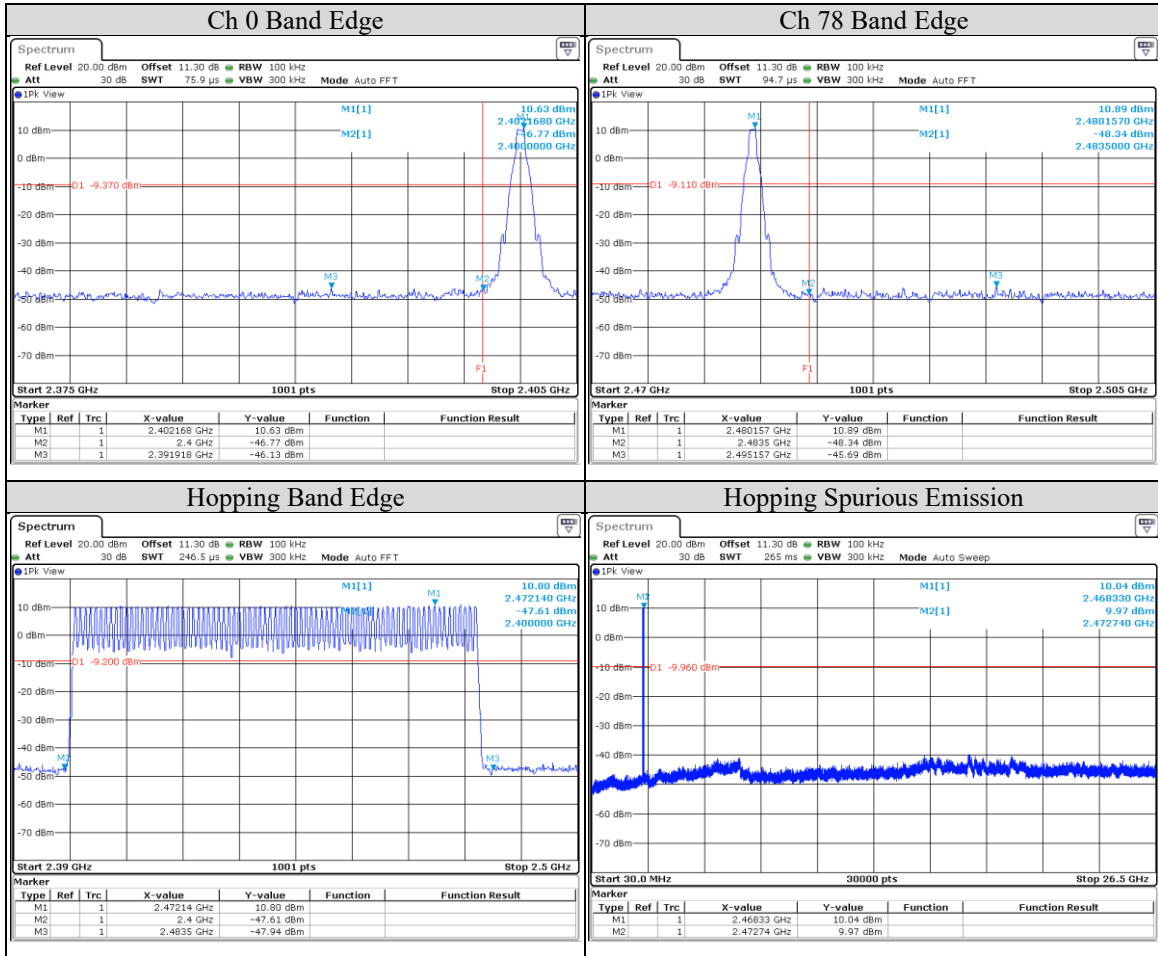 Ch 0 Band Edge
Spectrum
Ref Level 20.00 dBm Offset 11.30 dB RBW 100 kHz
Att 30 dB SWT 75.9 µs VBW 300 kHz Mode Auto FFT
1Pk View
M1[1] 10.63 dBm
2.4021680 GHz
M2[1] -46.77 dBm
2.4000000 GHz
M1
10 dBm
0 dBm
-10 dBm
D1 -9.370 dBm
-20 dBm
-30 dBm
-40 dBm
M3
M2
-50 dBm
-60 dBm
-70 dBm
F1
Start 2.375 GHz 1001 pts Stop 2.405 GHz
Marker
Type Ref Trc X-value Y-value Function Function Result
M1 1 2.402168 GHz 10.63 dBm
M2 1 2.4 GHz -46.77 dBm
M3 1 2.391918 GHz -46.13 dBm
Ch 78 Band Edge
Spectrum
Ref Level 20.00 dBm Offset 11.30 dB RBW 100 kHz
Att 30 dB SWT 94.7 µs VBW 300 kHz Mode Auto FFT
1Pk View
M1[1] 10.89 dBm
2.4801570 GHz
M2[1] -48.34 dBm
2.4835000 GHz
M1
10 dBm
0 dBm
-10 dBm
D1 -9.110 dBm
-20 dBm
-30 dBm
-40 dBm
M2
M3
-50 dBm
-60 dBm
-70 dBm
F1
Start 2.47 GHz 1001 pts Stop 2.505 GHz
Marker
Type Ref Trc X-value Y-value Function Function Result
M1 1 2.480157 GHz 10.89 dBm
M2 1 2.4835 GHz -48.34 dBm
M3 1 2.495157 GHz -45.69 dBm
Hopping Band Edge
Spectrum
Ref Level 20.00 dBm Offset 11.30 dB RBW 100 kHz
Att 30 dB SWT 246.5 µs VBW 300 kHz Mode Auto FFT
1Pk View
M1[1] 10.80 dBm
2.472140 GHz
-47.61 dBm
2.400000 GHz
M1
10 dBm
0 dBm
-10 dBm
D1 -9.200 dBm
-20 dBm
-30 dBm
-40 dBm
M2
M3
-50 dBm
-60 dBm
-70 dBm
Start 2.39 GHz 1001 pts Stop 2.5 GHz
Marker
Type Ref Trc X-value Y-value Function Function Result
M1 1 2.47214 GHz 10.80 dBm
M2 1 2.4 GHz -47.61 dBm
M3 1 2.4835 GHz -47.94 dBm
Hopping Spurious Emission
Spectrum
Ref Level 20.00 dBm Offset 11.30 dB RBW 100 kHz
Att 30 dB SWT 265 ms VBW 300 kHz Mode Auto Sweep
1Pk View
M1[1] 10.04 dBm
2.468330 GHz
M2[1] 9.97 dBm
2.472740 GHz
M2
10 dBm
0 dBm
-10 dBm
D1 -9.960 dBm
-20 dBm
-30 dBm
-40 dBm
-60 dBm
-70 dBm
Start 30.0 MHz 30000 pts Stop 26.5 GHz
Marker
Type Ref Trc X-value Y-value Function Function Result
M1 1 2.46833 GHz 10.04 dBm
M2 1 2.47274 GHz 9.97 dBm